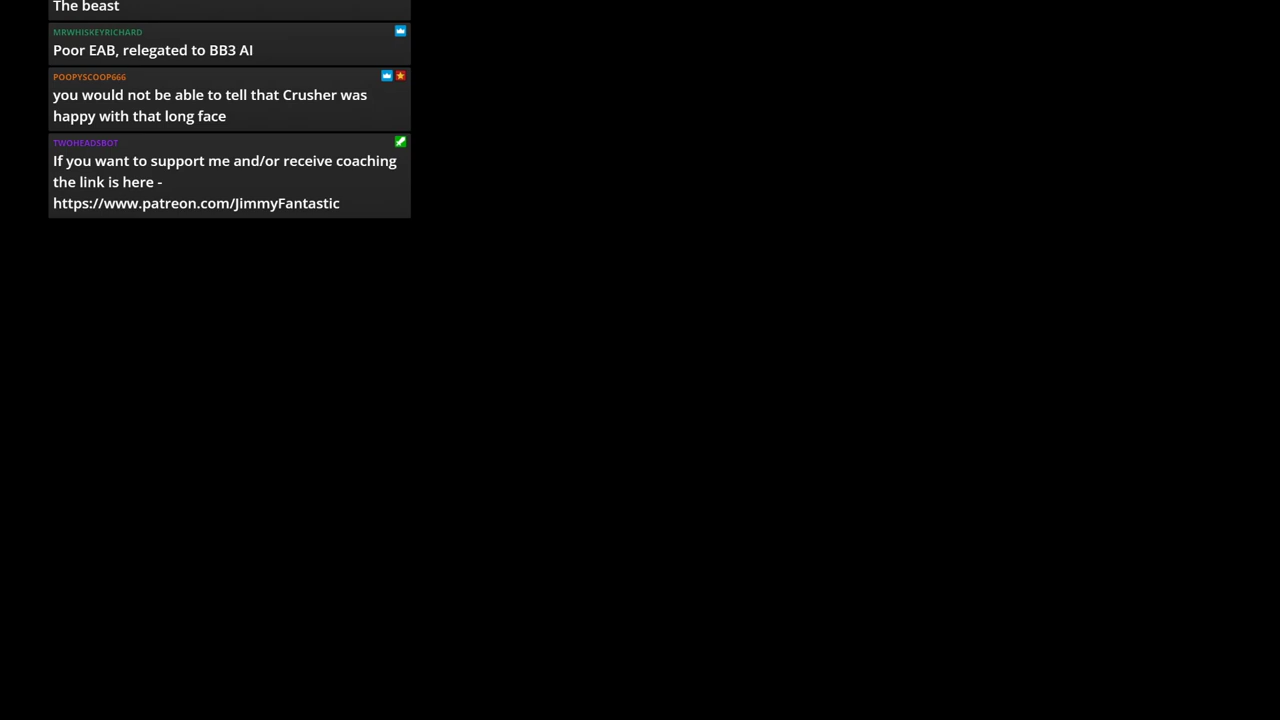 The beast
MRWHISKEYRICHARD
Poor EAB, relegated to BB3 AI
POOPYSCOOP666
you would not be able to tell that Crusher was
happy with that long face
TWOHEADSBOT
If you want to support me and/or receive coaching
the link is here -
https://www.patreon.com/JimmyFantastic